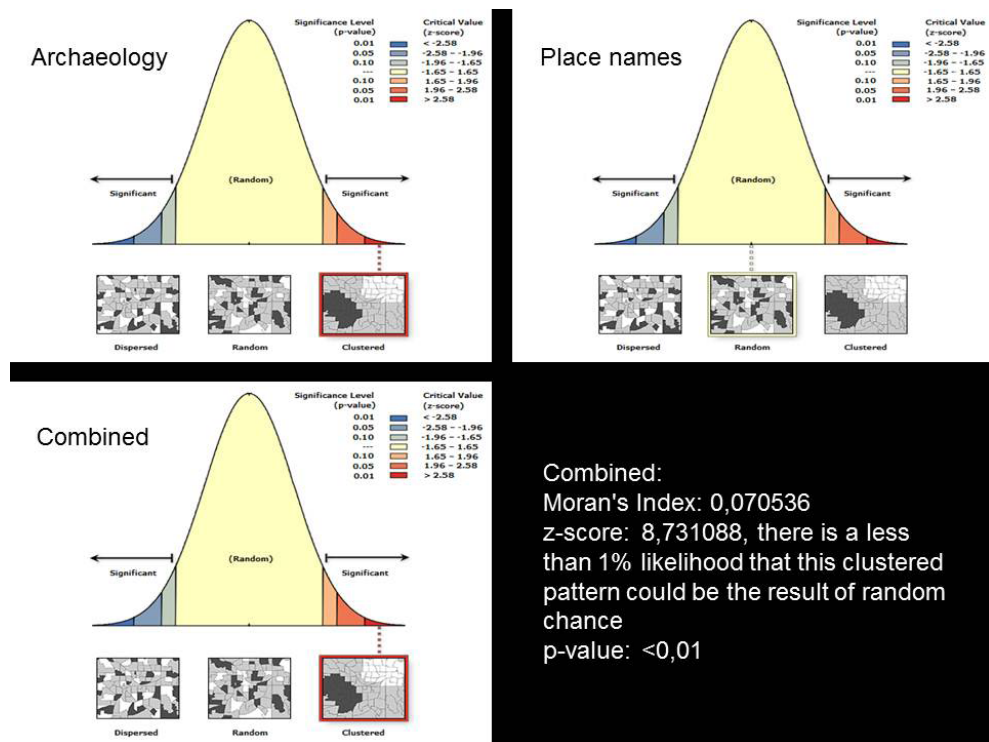 Archaeology
Significance Level
(p-value)
Critical Value
(z-score)
0.01 < -2.58
0.05 -2.58 – -1.96
0.10 -1.96 – -1.65
--- -1.65 – 1.65
0.10 1.65 – 1.96
0.05 1.96 – 2.58
0.01 > 2.58
Significant
(Random)
Significant
Dispersed
Random
Clustered
Place names
Significance Level
(p-value)
Critical Value
(z-score)
0.01 < -2.58
0.05 -2.58 – -1.96
0.10 -1.96 – -1.65
--- -1.65 – 1.65
0.10 1.65 – 1.96
0.05 1.96 – 2.58
0.01 > 2.58
Significant
(Random)
Significant
Dispersed
Random
Clustered
Combined
Significance Level
(p-value)
Critical Value
(z-score)
0.01 < -2.58
0.05 -2.58 – -1.96
0.10 -1.96 – -1.65
--- -1.65 – 1.65
0.10 1.65 – 1.96
0.05 1.96 – 2.58
0.01 > 2.58
Significant
(Random)
Significant
Dispersed
Random
Clustered
Combined:
Moran's Index: 0,070536
z-score: 8,731088, there is a less
than 1% likelihood that this clustered
pattern could be the result of random
chance
p-value: <0,01